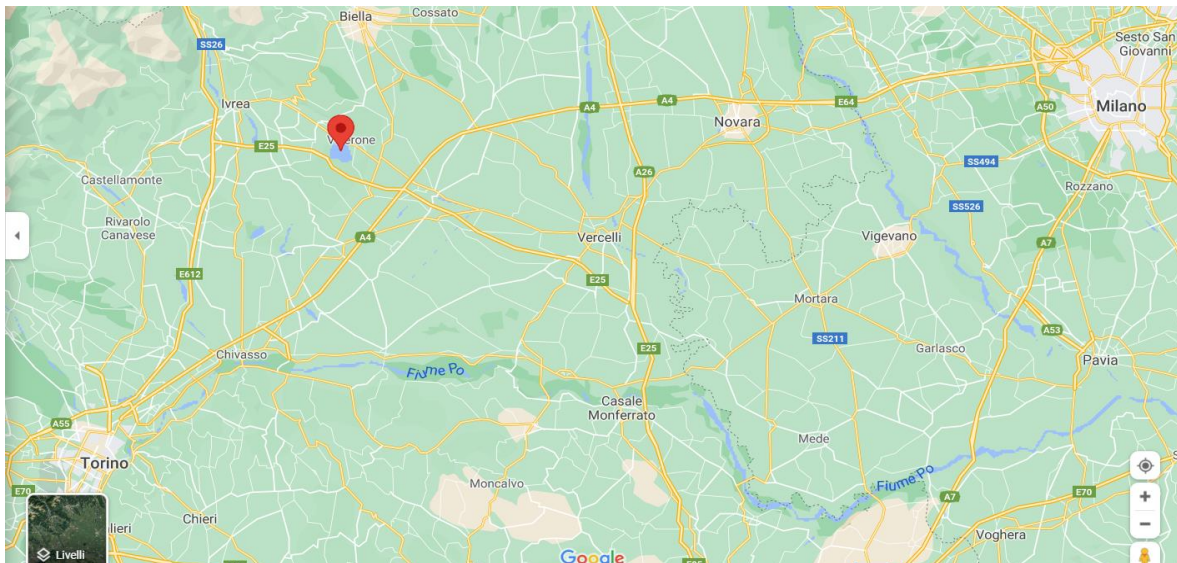 Biella
Cossato
SS26
Sesto San
Giovanni
Ivrea
A4
A4
E64
A50
Milano
Novara
E25
A26
SS494
Castellamonte
Rozzano
SS526
Rivarolo
Canavese
A4
Vercelli
Vigevano
A7
E612
E25
Mortara
A53
SS211
Chivasso
E25
Garlasco
Pavia
Fiume Po
Casale
Monferrato
A55
Mede
Torino
Fiume Po
E70
Moncalvo
A7
E70
Chieri
Voghera
Livelli
Google